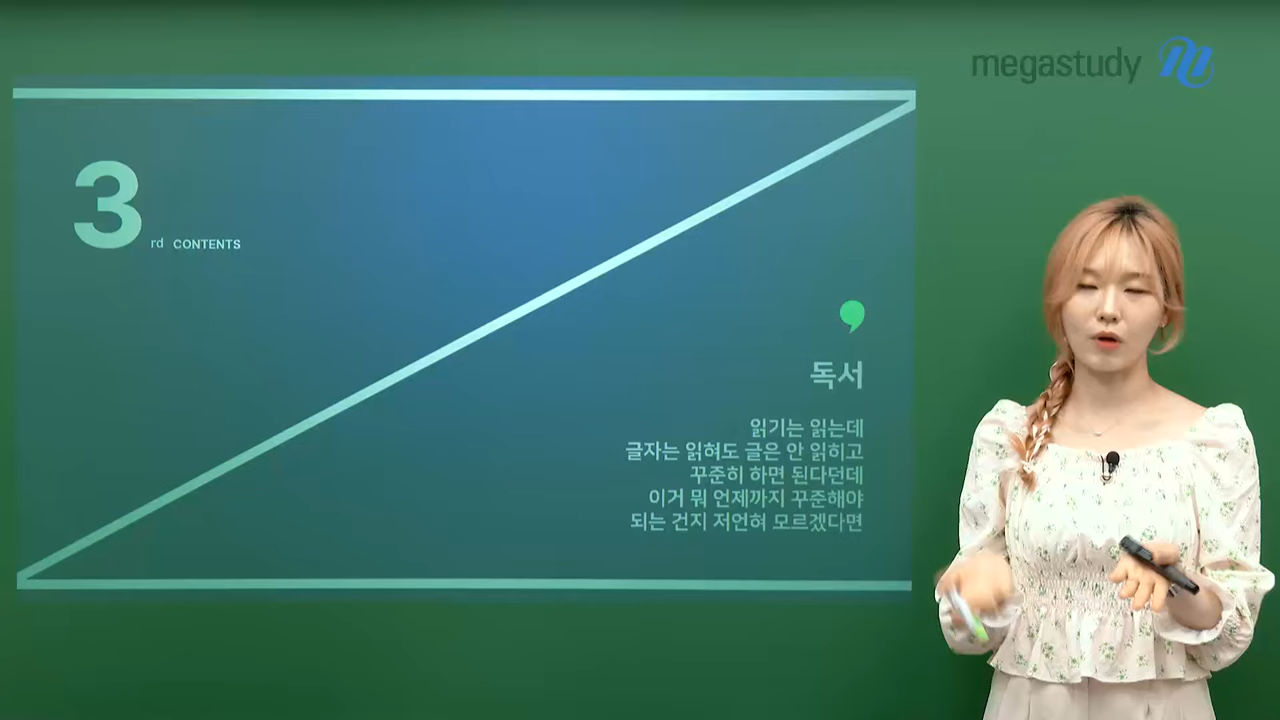 megastudy
3
rd CONTENTS
독서
읽기는 읽는데
글자는 읽혀도 글은 안 읽히고
꾸준히 하면 된다던데
이거 뭐 언제까지 꾸준해야
되는 건지 저언혀 모르겠다면